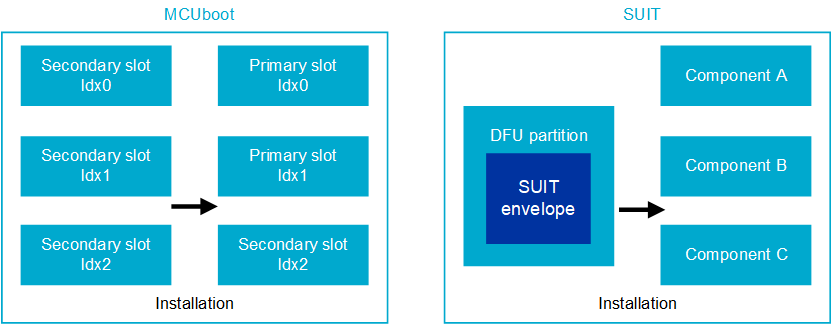 MCUboot
Secondary slot
Idx0
Primary slot
Idx0
Secondary slot
Idx1
Primary slot
Idx1
Secondary slot
Idx2
Secondary slot
Idx2
Installation
SUIT
DFU partition
SUIT
envelope
Component A
Component B
Component C
Installation